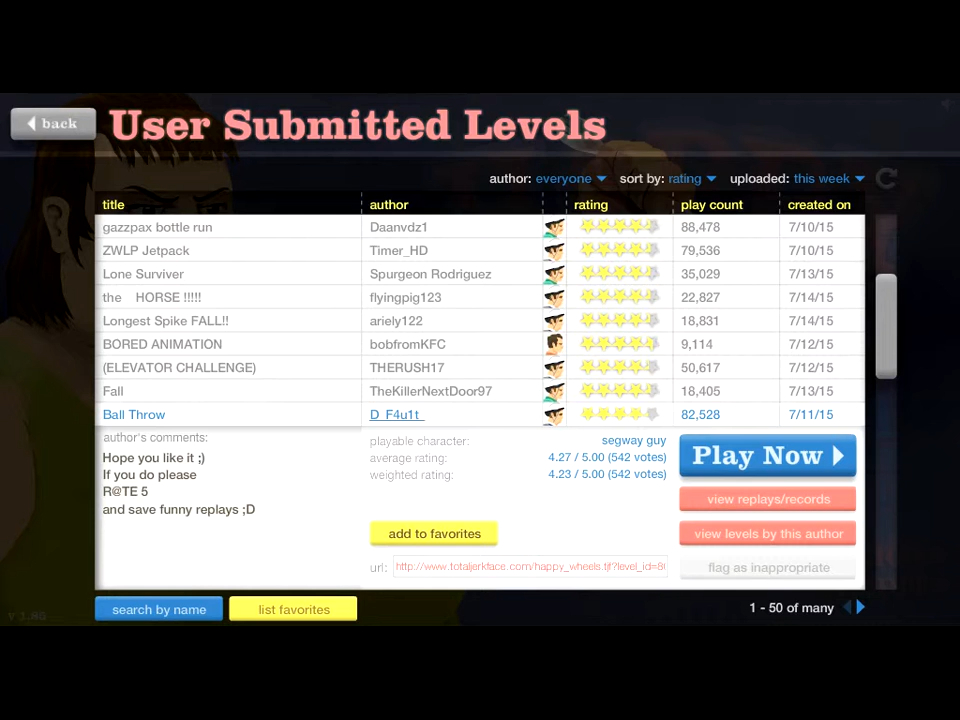 back
User Submitted Levels
author: everyone sort by: rating uploaded: this week
title author rating play count created on
gazzpax bottle run Daanvdz1 88,478 7/10/15
ZWLP Jetpack Timer_HD 79,536 7/10/15
Lone Surviver Spurgeon Rodriguez 35,029 7/13/15
the HORSE !!!!! flyingpig123 22,827 7/14/15
Longest Spike FALL!! ariely122 18,831 7/14/15
BORED ANIMATION bobfromKFC 9,114 7/12/15
(ELEVATOR CHALLENGE) THERUSH17 50,617 7/12/15
Fall TheKillerNextDoor97 18,405 7/13/15
Ball Throw D_F4u1t_ 82,528 7/11/15
author's comments:
Hope you like it ;)
If you do please
R@TE 5
and save funny replays ;D
playable character: segway guy
average rating: 4.27 / 5.00 (542 votes)
weighted rating: 4.23 / 5.00 (542 votes)
add to favorites
url: http://www.totaljerkface.com/happy_wheels.tjf?level_id=8
Play Now
view replays/records
view levels by this author
flag as inappropriate
search by name list favorites
1 - 50 of many